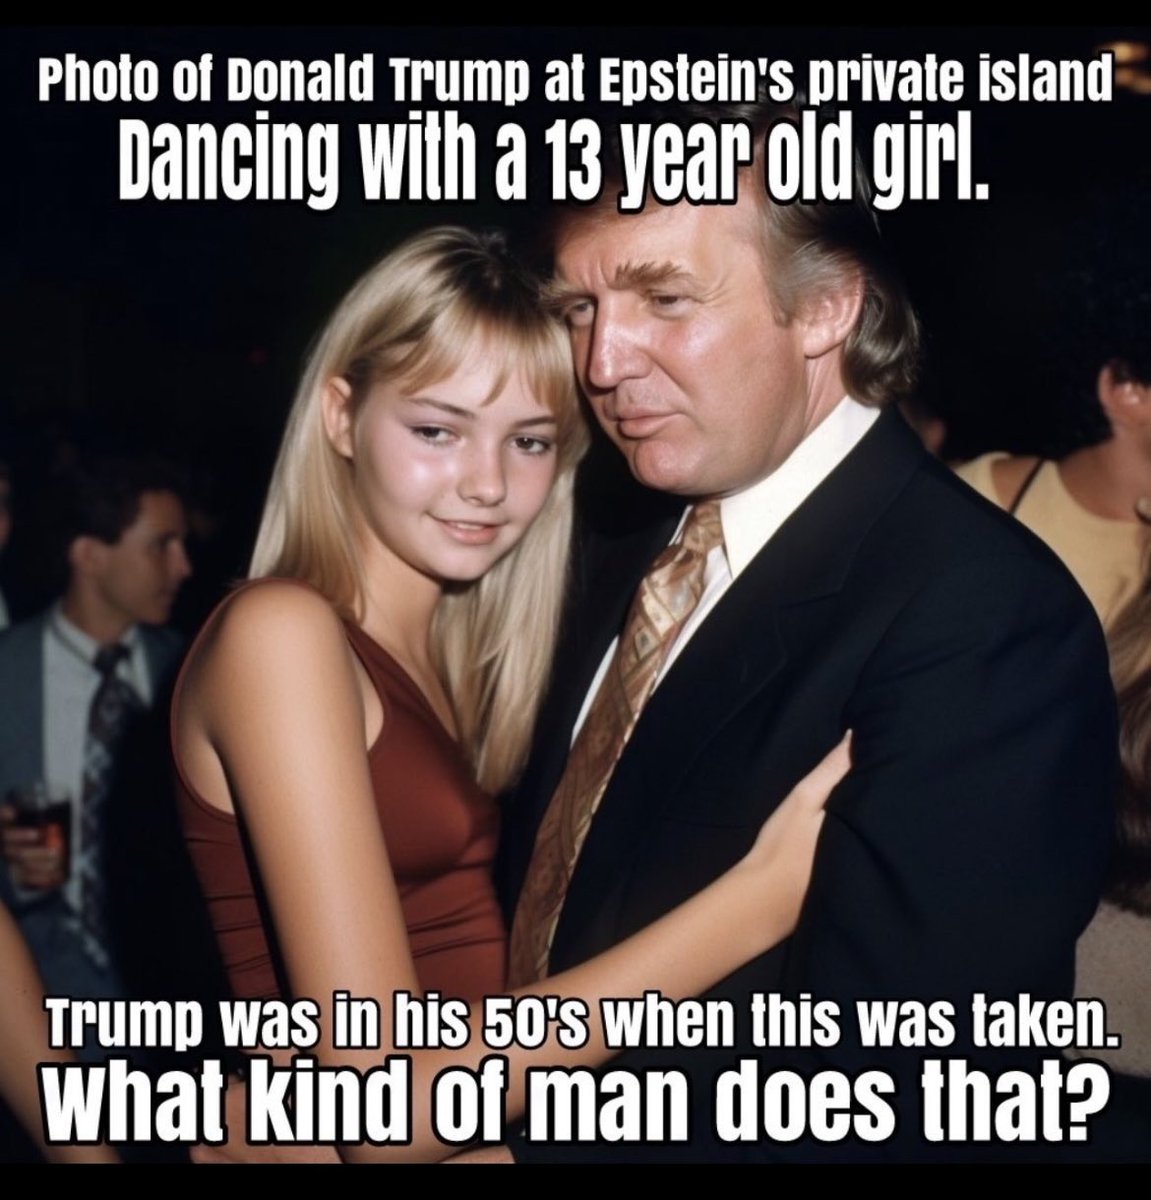 Photo of Donald Trump at Epstein's private island
Dancing with a 13 year old girl.
Trump was in his 50's when this was taken.
What kind of man does that?